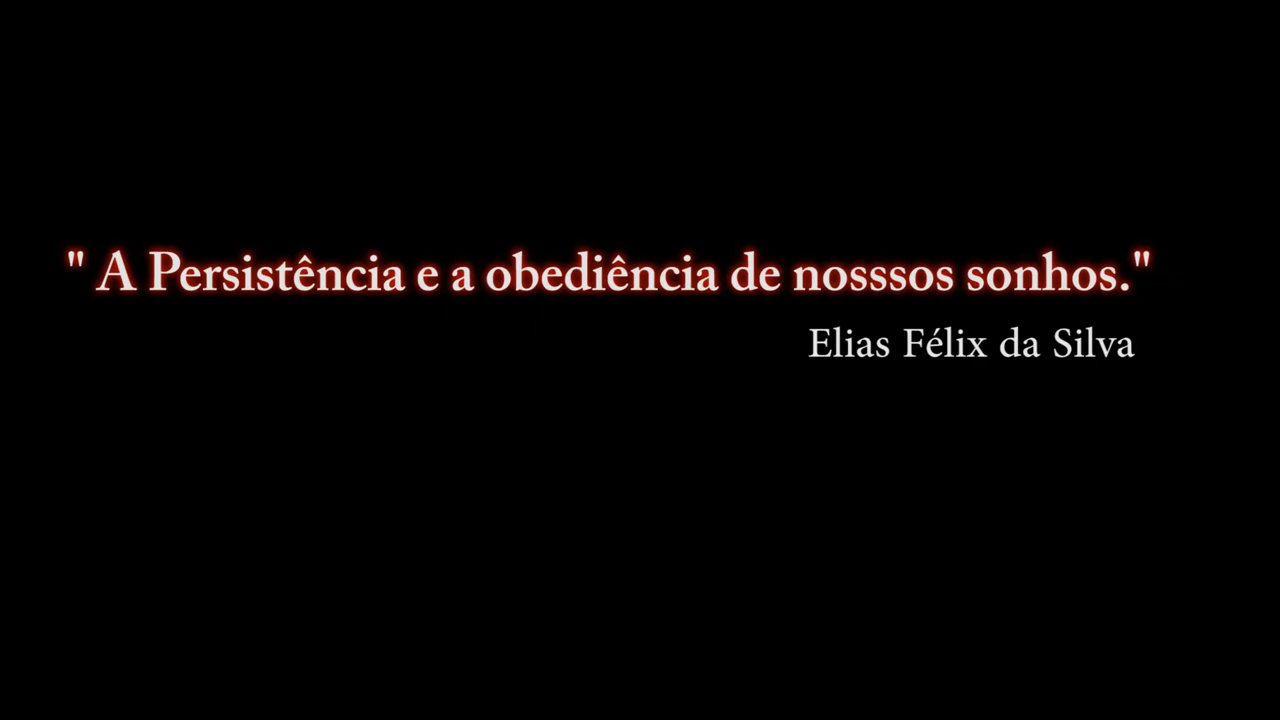 " A Persistência e a obediência de nosssos sonhos."
Elias Félix da Silva